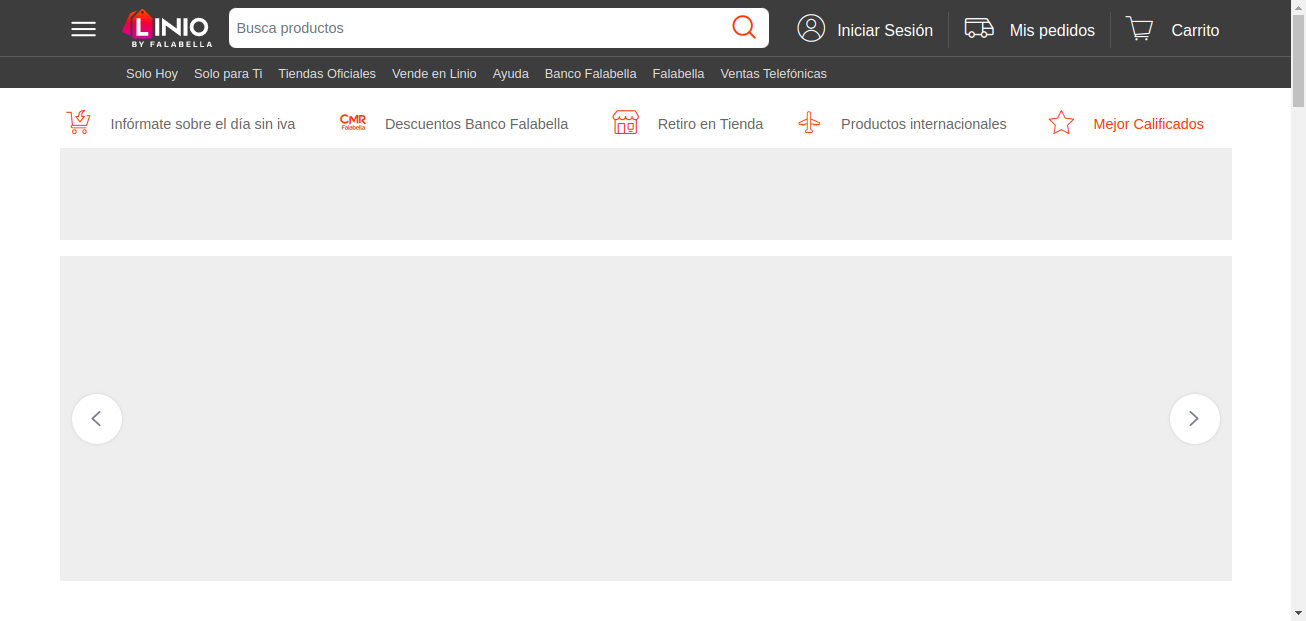 LINIO
BY FALABELLA
Busca productos
Iniciar Sesión
Mis pedidos
Carrito
Solo Hoy
Solo para Ti
Tiendas Oficiales
Vende en Linio
Ayuda
Banco Falabella
Falabella
Ventas Telefónicas
Infórmate sobre el día sin iva
CMR
Falabella
Descuentos Banco Falabella
Retiro en Tienda
Productos internacionales
Mejor Calificados